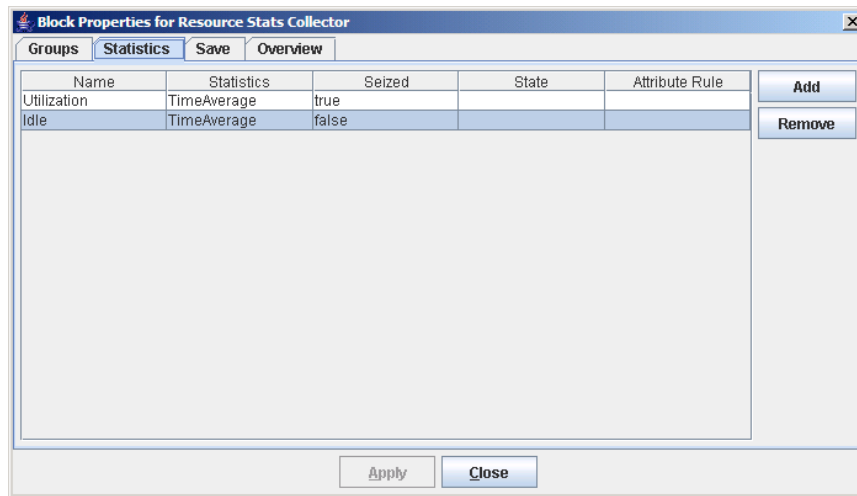 Block Properties for Resource Stats Collector
Groups Statistics Save Overview
Name Statistics Seized State Attribute Rule
Utilization TimeAverage true
Idle TimeAverage false
Add
Remove
Apply Close